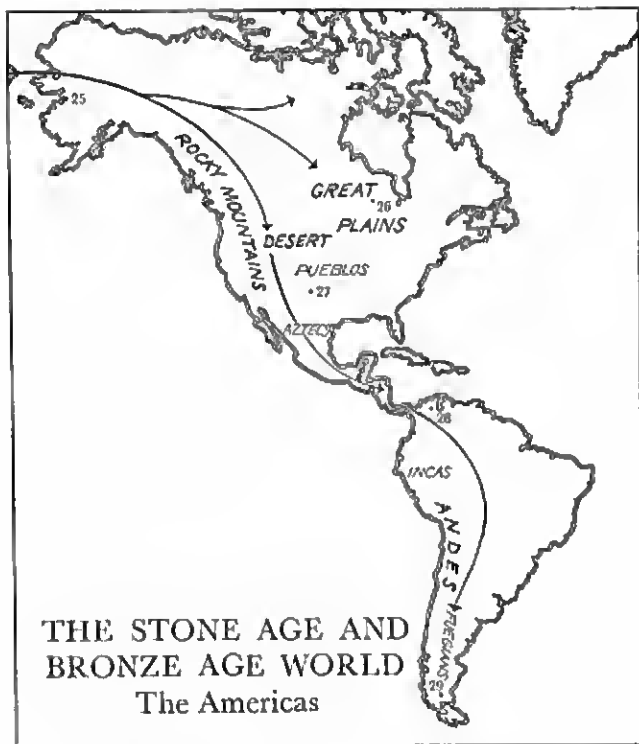 25
ROCKY MOUNTAINS
GREAT
26
PLAINS
DESERT
PUEBLOS
27
AZTECS
28
INCAS
ANDES
FUEGIANS
29
THE STONE AGE AND
BRONZE AGE WORLD
The Americas